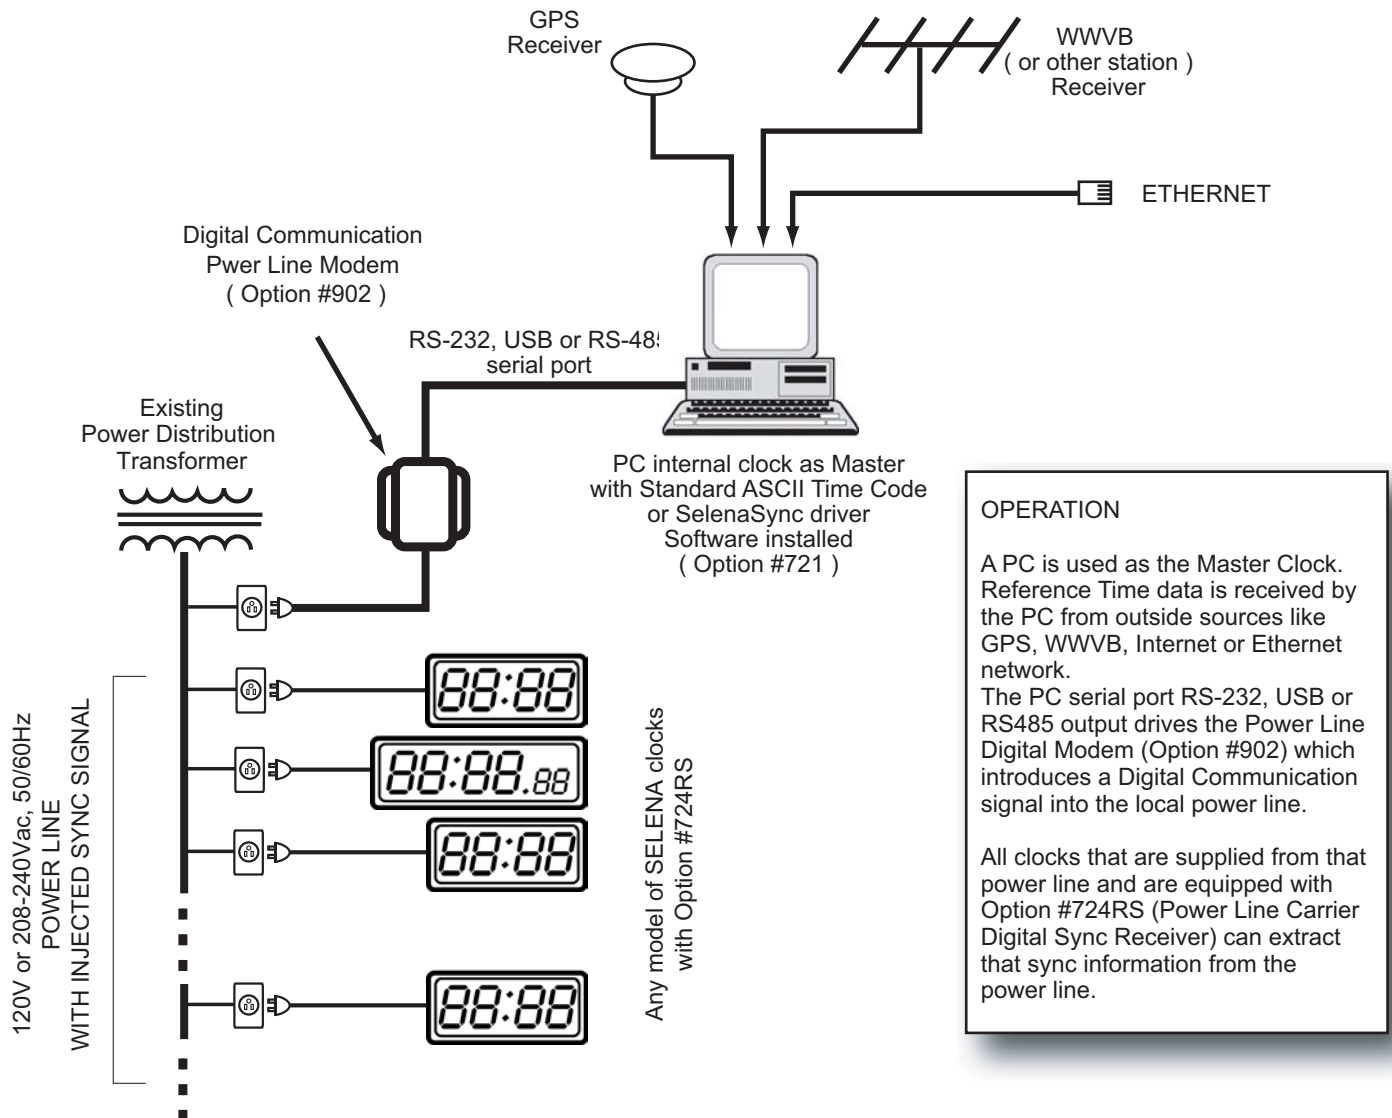 GPS
Receiver
WWVB
( or other station )
Receiver
ETHERNET
Digital Communication
Pwer Line Modem
( Option #902 )
RS-232, USB or RS-485
serial port
Existing
Power Distribution
Transformer
PC internal clock as Master
with Standard ASCII Time Code
or SelenaSync driver
Software installed
( Option #721 )
88:88
88:88.88
88:88
88:88
120V or 208-240Vac, 50/60Hz
POWER LINE
WITH INJECTED SYNC SIGNAL
Any model of SELENA clocks
with Option #724RS
OPERATION
A PC is used as the Master Clock.
Reference Time data is received by
the PC from outside sources like
GPS, WWVB, Internet or Ethernet
network.
The PC serial port RS-232, USB or
RS485 output drives the Power Line
Digital Modem (Option #902) which
introduces a Digital Communication
signal into the local power line.
All clocks that are supplied from that
power line and are equipped with
Option #724RS (Power Line Carrier
Digital Sync Receiver) can extract
that sync information from the
power line.